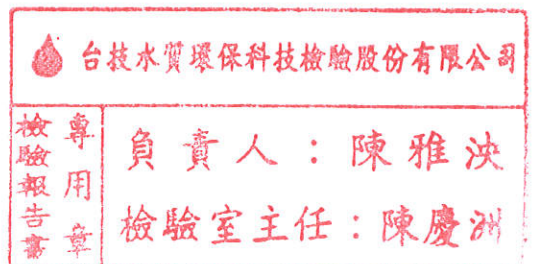 台技水質環保科技檢驗股份有限公司
檢驗報告書
專用章
負責人：陳雅泱
檢驗室主任：陳慶洲